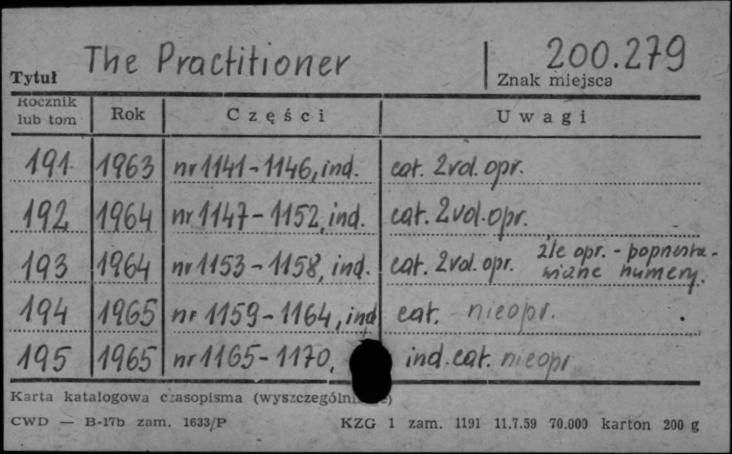 The Practitioner 200.279
Tytuł Znak miejsca
Rocznik lub tom Rok Części Uwagi
191 1963 nr 1141-1146, ind. cat. 2vol. opr.
192 1964 nr 1147-1152, ind. cat. 2vol. opr.
193 1964 nr 1153-1158, ind. cat. 2vol. opr. źle opr. - poprzesta-
wiane numery.
194 1965 nr 1159-1164, ind cat. nieopr.
195 1965 nr 1165-1170, ind. cat. nieopr
Karta katalogowa czasopisma
CWD — B-17b zam. 1633/P KZG 1 zam. 1191 11.7.59 70.000 karton 200 g